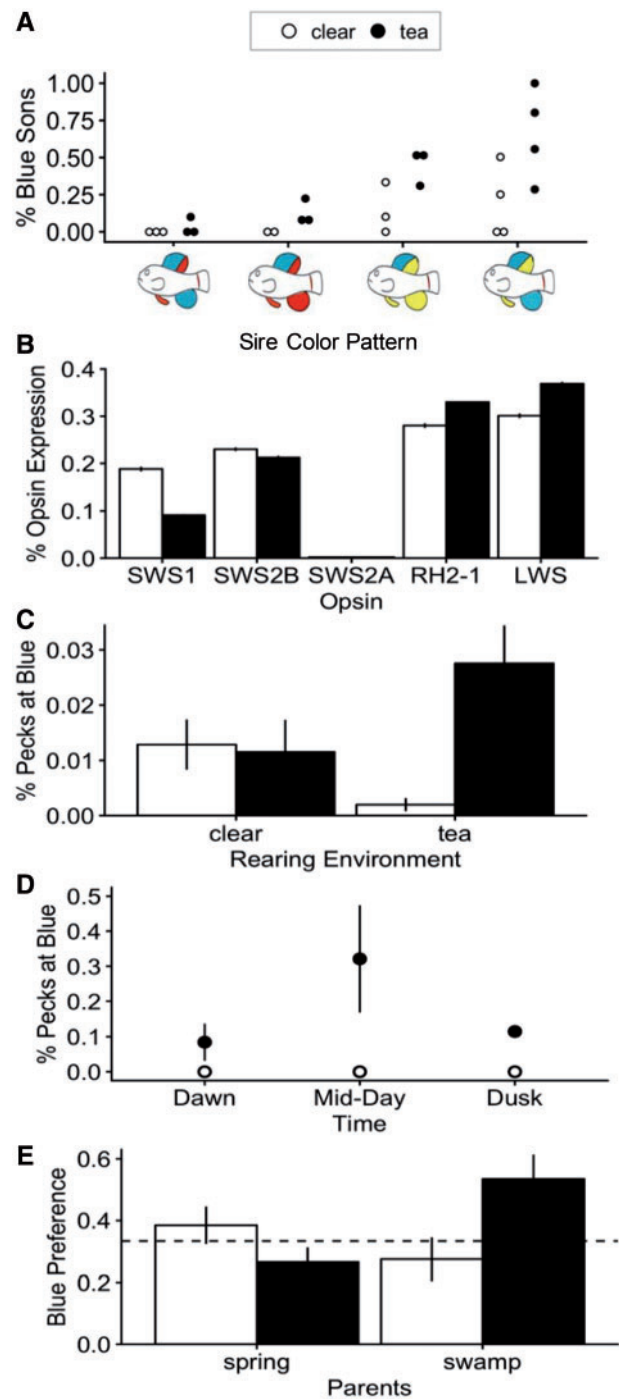 A
clear tea
% Blue Sons
1.00
0.75
0.50
0.25
0.00
Sire Color Pattern
B
% Opsin Expression
0.4
0.3
0.2
0.1
0.0
SWS1 SWS2B SWS2A RH2-1 LWS
Opsin
C
% Pecks at Blue
0.03
0.02
0.01
0.00
clear tea
Rearing Environment
D
% Pecks at Blue
0.5
0.4
0.3
0.2
0.1
0.0
Dawn Mid-Day Dusk
Time
E
Blue Preference
0.6
0.4
0.2
0.0
spring swamp
Parents